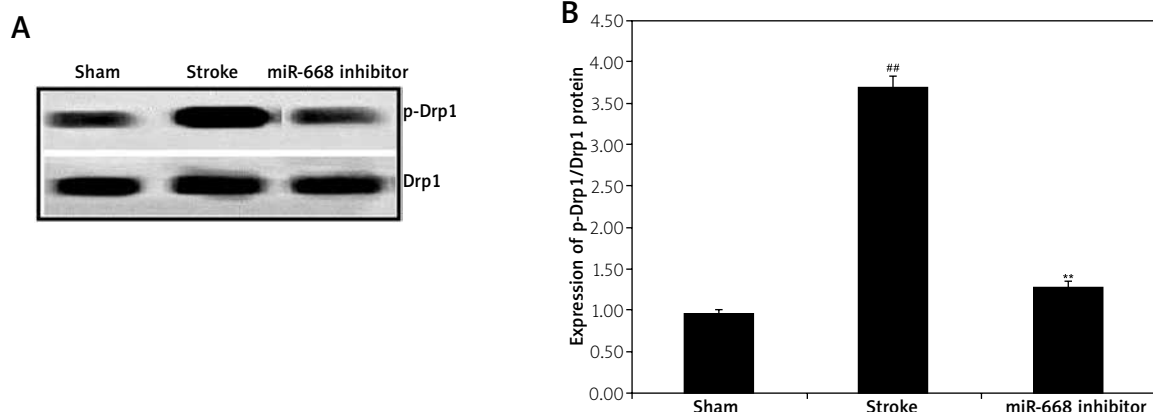 A
Sham Stroke miR-668 inhibitor
p-Drp1
Drp1
B
Expression of p-Drp1/Drp1 protein
4.50
4.00
3.50
3.00
2.50
2.00
1.50
1.00
0.50
0.00
##
**
Sham Stroke miR-668 inhibitor